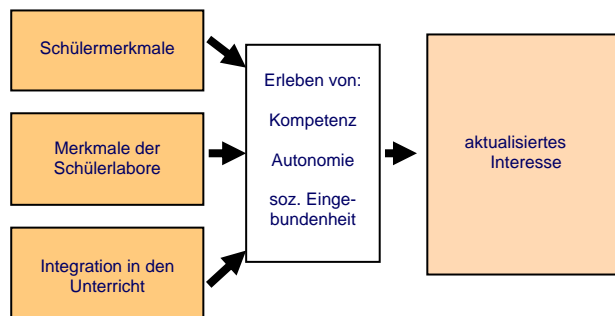 Schülermerkmale
Merkmale der
Schülerlabore
Integration in den
Unterricht
Erleben von:
Kompetenz
Autonomie
soz. Einge-
bundenheit
aktualisiertes
Interesse